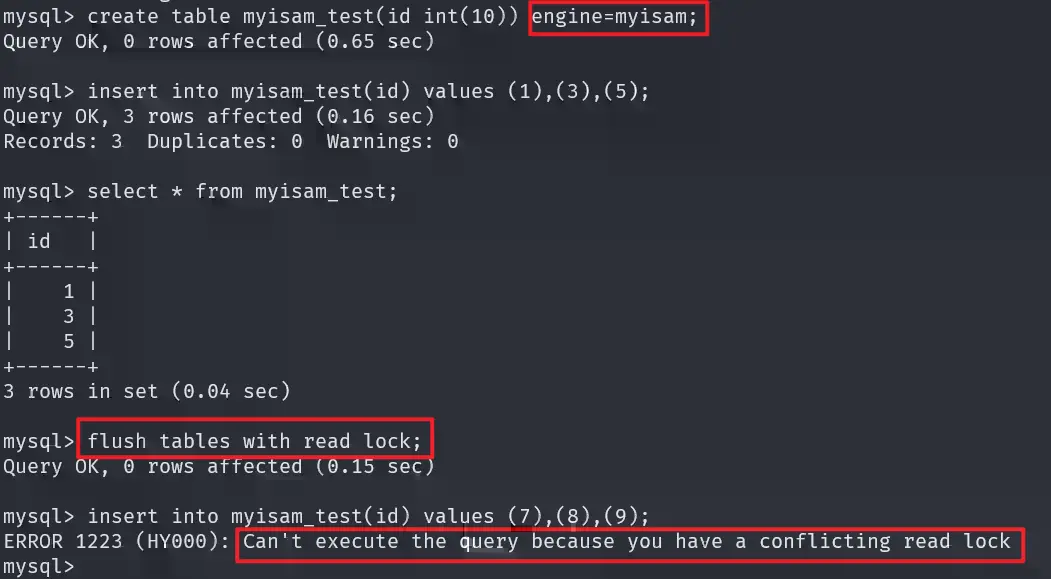 mysql> create table myisam_test(id int(10)) engine=myisam;
Query OK, 0 rows affected (0.65 sec)
mysql> insert into myisam_test(id) values (1),(3),(5);
Query OK, 3 rows affected (0.16 sec)
Records: 3  Duplicates: 0  Warnings: 0
mysql> select * from myisam_test;
+------+
| id   |
+------+
|    1 |
|    3 |
|    5 |
+------+
3 rows in set (0.04 sec)
mysql> flush tables with read lock;
Query OK, 0 rows affected (0.15 sec)
mysql> insert into myisam_test(id) values (7),(8),(9);
ERROR 1223 (HY000): Can't execute the query because you have a conflicting read lock
mysql>